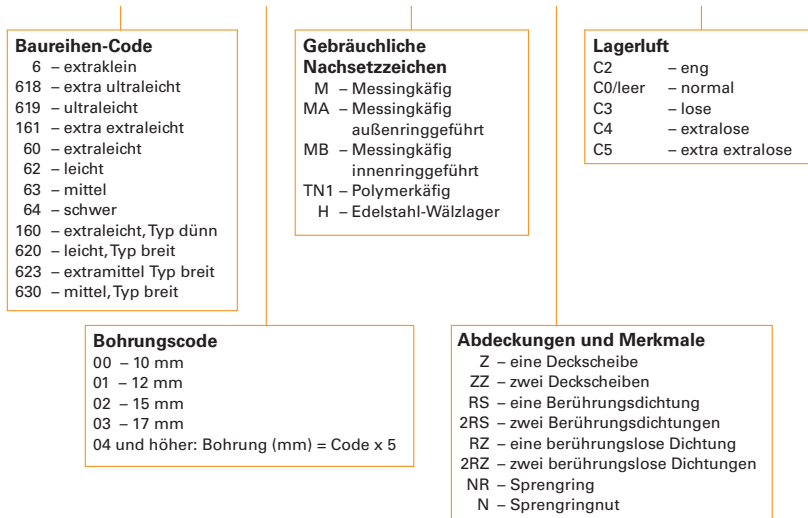 Baureihen-Code
6 – extraklein
618 – extra ultraleicht
619 – ultraleicht
161 – extra extraleicht
60 – extraleicht
62 – leicht
63 – mittel
64 – schwer
160 – extraleicht, Typ dünn
620 – leicht, Typ breit
623 – extramittel Typ breit
630 – mittel, Typ breit
Gebräuchliche
Nachsetzzeichen
M – Messingkäfig
MA – Messingkäfig
außenringgeführt
MB – Messingkäfig
innenringgeführt
TN1 – Polymerkäfig
H – Edelstahl-Wälzlager
Lagerluft
C2 – eng
C0/leer – normal
C3 – lose
C4 – extralose
C5 – extra extralose
Bohrungscode
00 – 10 mm
01 – 12 mm
02 – 15 mm
03 – 17 mm
04 und höher: Bohrung (mm) = Code x 5
Abdeckungen und Merkmale
Z – eine Deckscheibe
ZZ – zwei Deckscheiben
RS – eine Berührungsdichtung
2RS – zwei Berührungsdichtungen
RZ – eine berührungslose Dichtung
2RZ – zwei berührungslose Dichtungen
NR – Sprengring
N – Sprengringnut